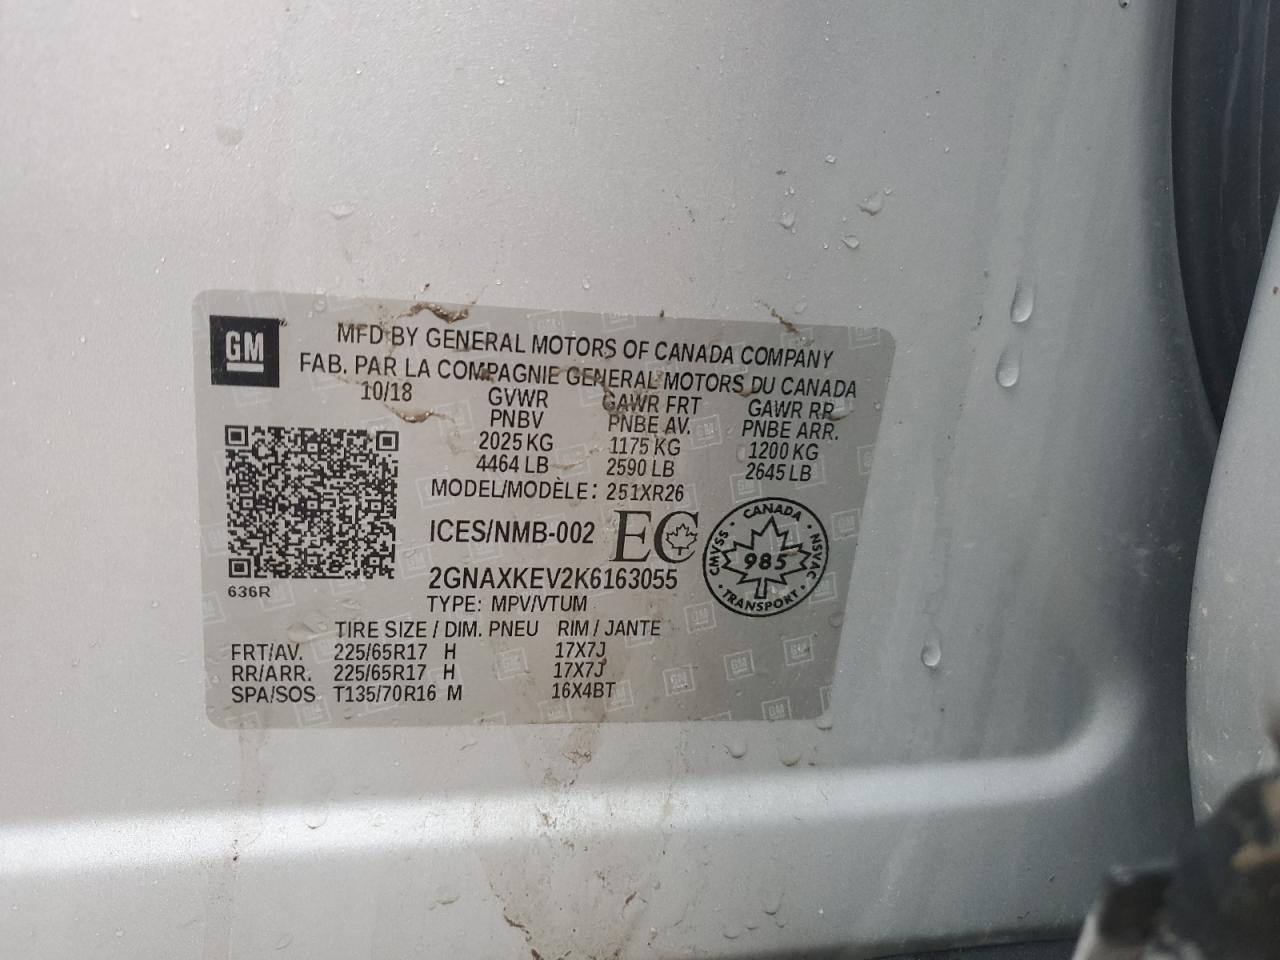 GM
MFD BY GENERAL MOTORS OF CANADA COMPANY
FAB. PAR LA COMPAGNIE GENERAL MOTORS DU CANADA
10/18 GVWR GAWR FRT GAWR RR
PNBV PNBE AV. PNBE ARR.
2025 KG 1175 KG 1200 KG
4464 LB 2590 LB 2645 LB
MODEL/MODÈLE: 251XR26
ICES/NMB-002 EC
CANADA
CMVSS 985 NSVAC
TRANSPORT
636R
2GNAXKEV2K6163055
TYPE: MPV/VTUM
TIRE SIZE / DIM. PNEU RIM / JANTE
FRT/AV. 225/65R17 H 17X7J
RR/ARR. 225/65R17 H 17X7J
SPA/SOS T135/70R16 M 16X4BT